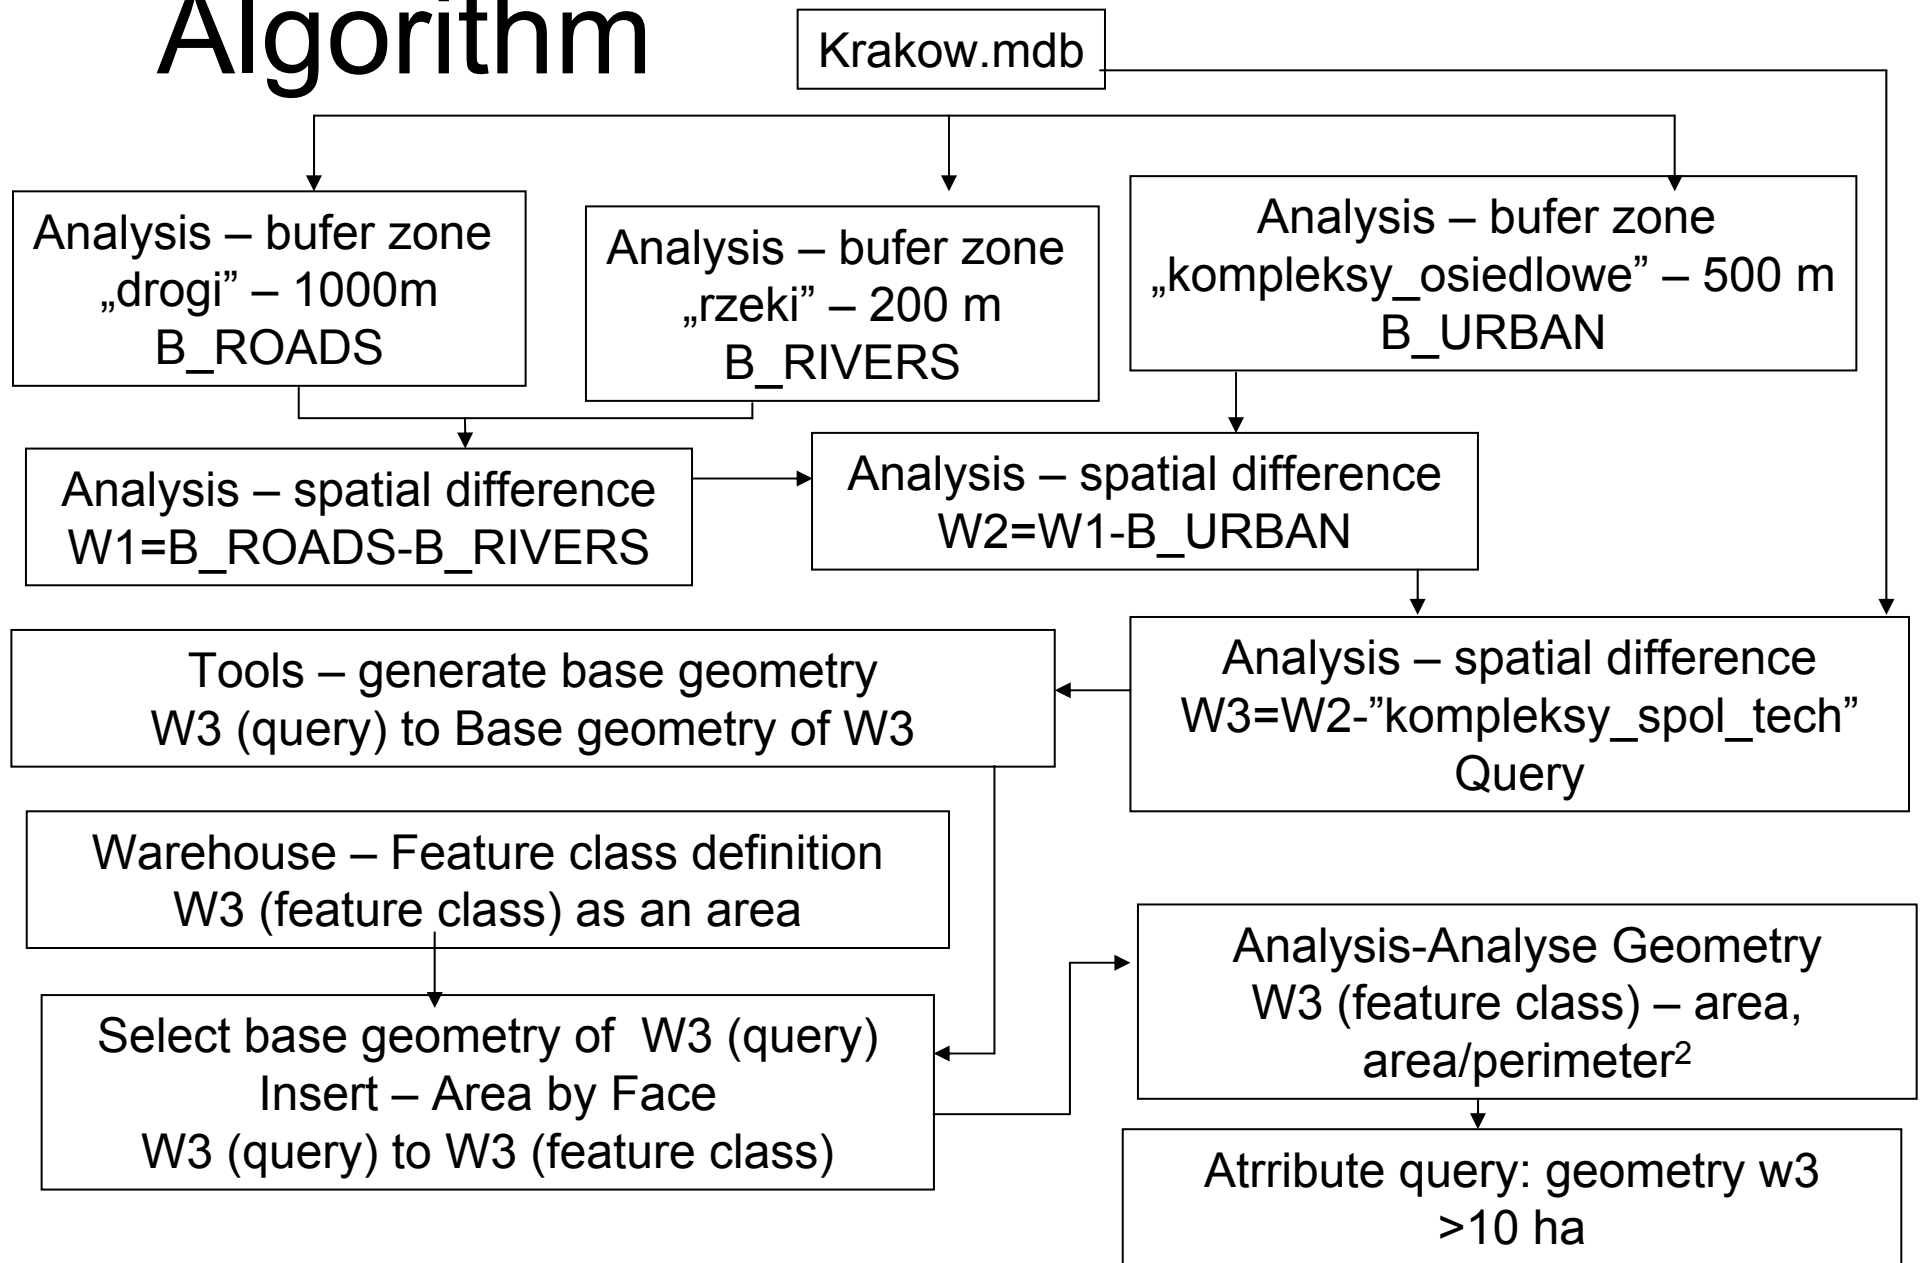 Algorithm
Krakow.mdb
Analysis – bufer zone
„drogi” – 1000m
B_ROADS
Analysis – bufer zone
„rzeki” – 200 m
B_RIVERS
Analysis – bufer zone
„kompleksy_osiedlowe” – 500 m
B_URBAN
Analysis – spatial difference
W1=B_ROADS-B_RIVERS
Analysis – spatial difference
W2=W1-B_URBAN
Analysis – spatial difference
W3=W2-”kompleksy_spol_tech”
Query
Tools – generate base geometry
W3 (query) to Base geometry of W3
Warehouse – Feature class definition
W3 (feature class) as an area
Select base geometry of W3 (query)
Insert – Area by Face
W3 (query) to W3 (feature class)
Analysis-Analyse Geometry
W3 (feature class) – area,
area/perimeter²
Atrribute query: geometry w3
>10 ha